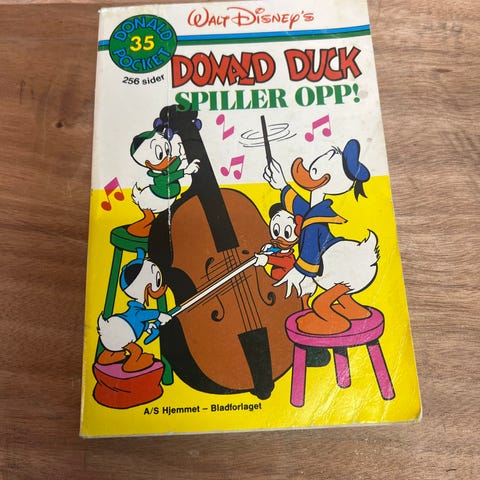 WALT DISNEY'S
DONALD POCKET
35
256 sider
DONALD DUCK
SPILLER OPP!
A/S Hjemmet – Bladforlaget